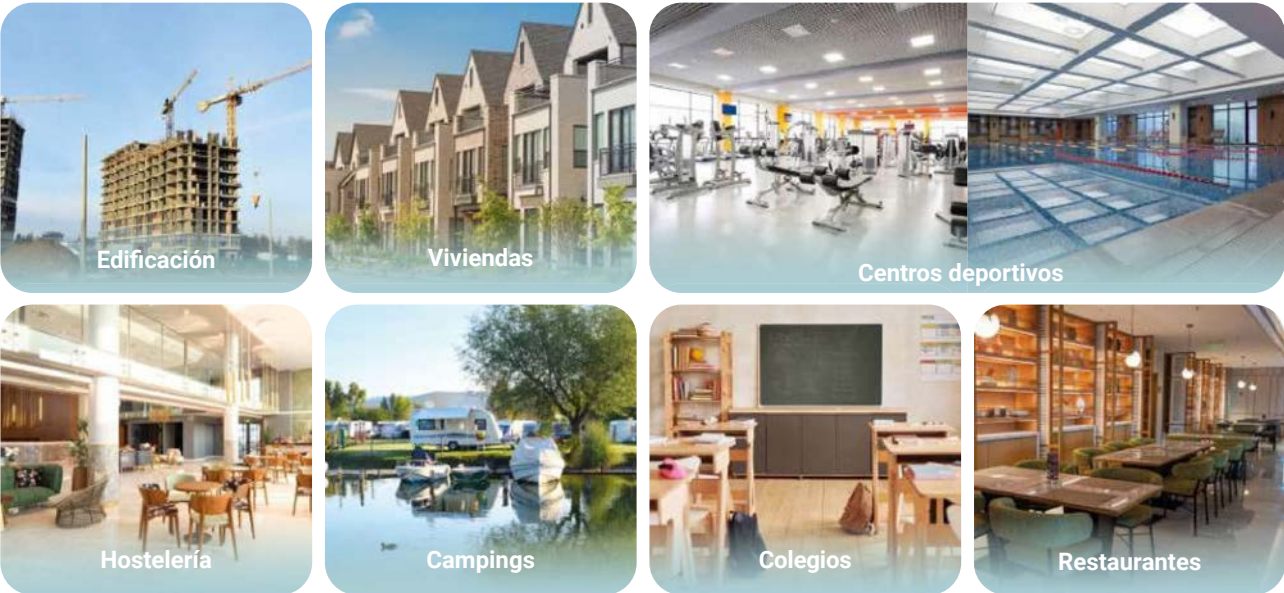 Edificación
Viviendas
Centros deportivos
Hostelería
Campings
Colegios
Restaurantes